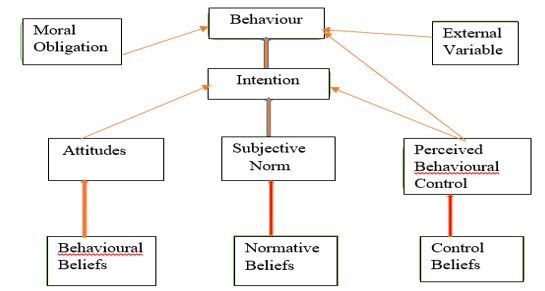 Behaviour
Moral
Obligation
External
Variable
Intention
Attitudes
Subjective
Norm
Perceived
Behavioural
Control
Behavioural
Beliefs
Normative
Beliefs
Control
Beliefs